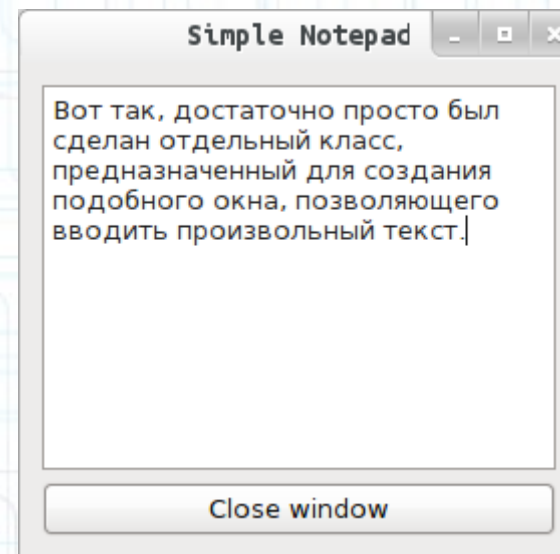 Simple Notepad
Вот так, достаточно просто был
сделан отдельный класс,
предназначенный для создания
подобного окна, позволяющего
вводить произвольный текст.
Close window